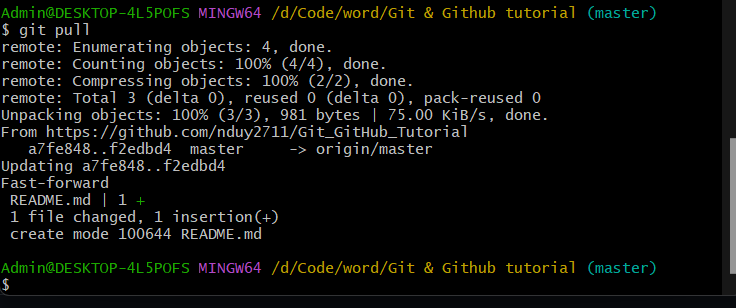 Admin@DESKTOP-4L5POFS MINGW64 /d/Code/word/Git & Github tutorial (master)
$ git pull
remote: Enumerating objects: 4, done.
remote: Counting objects: 100% (4/4), done.
remote: Compressing objects: 100% (2/2), done.
remote: Total 3 (delta 0), reused 0 (delta 0), pack-reused 0
Unpacking objects: 100% (3/3), 981 bytes | 75.00 KiB/s, done.
From https://github.com/nduy2711/Git_GitHub_Tutorial
   a7fe848..f2edbd4  master     -> origin/master
Updating a7fe848..f2edbd4
Fast-forward
 README.md | 1 +
 1 file changed, 1 insertion(+)
 create mode 100644 README.md
Admin@DESKTOP-4L5POFS MINGW64 /d/Code/word/Git & Github tutorial (master)
$